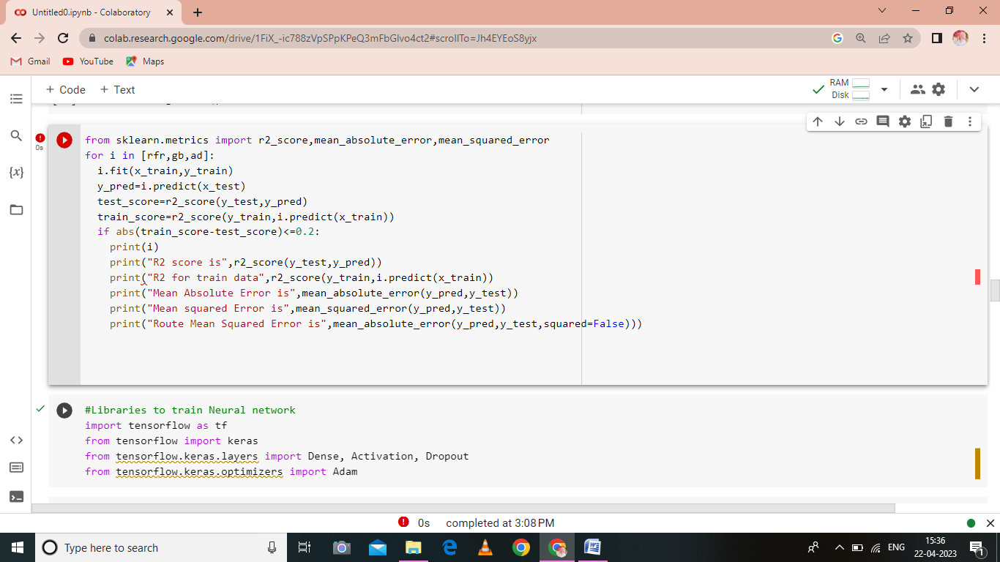 Untitled0.ipynb - Colaboratory
colab.research.google.com/drive/1FiX_-ic788zVpSPpKPeQ3mFbGlvo4ct2#scrollTo=Jh4EYEoS8yjx
Gmail YouTube Maps
+ Code + Text RAM
Disk
0s
from sklearn.metrics import r2_score,mean_absolute_error,mean_squared_error
for i in [rfr,gb,ad]:
  i.fit(x_train,y_train)
  y_pred=i.predict(x_test)
  test_score=r2_score(y_test,y_pred)
  train_score=r2_score(y_train,i.predict(x_train))
  if abs(train_score-test_score)<=0.2:
    print(i)
    print("R2 score is",r2_score(y_test,y_pred))
    print("R2 for train data",r2_score(y_train,i.predict(x_train))
    print("Mean Absolute Error is",mean_absolute_error(y_pred,y_test))
    print("Mean squared Error is",mean_squared_error(y_pred,y_test))
    print("Route Mean Squared Error is",mean_absolute_error(y_pred,y_test,squared=False)))
#Libraries to train Neural network
import tensorflow as tf
from tensorflow import keras
from tensorflow.keras.layers import Dense, Activation, Dropout
from tensorflow.keras.optimizers import Adam
0s completed at 3:08 PM
Type here to search
ENG
15:36
22-04-2023
1